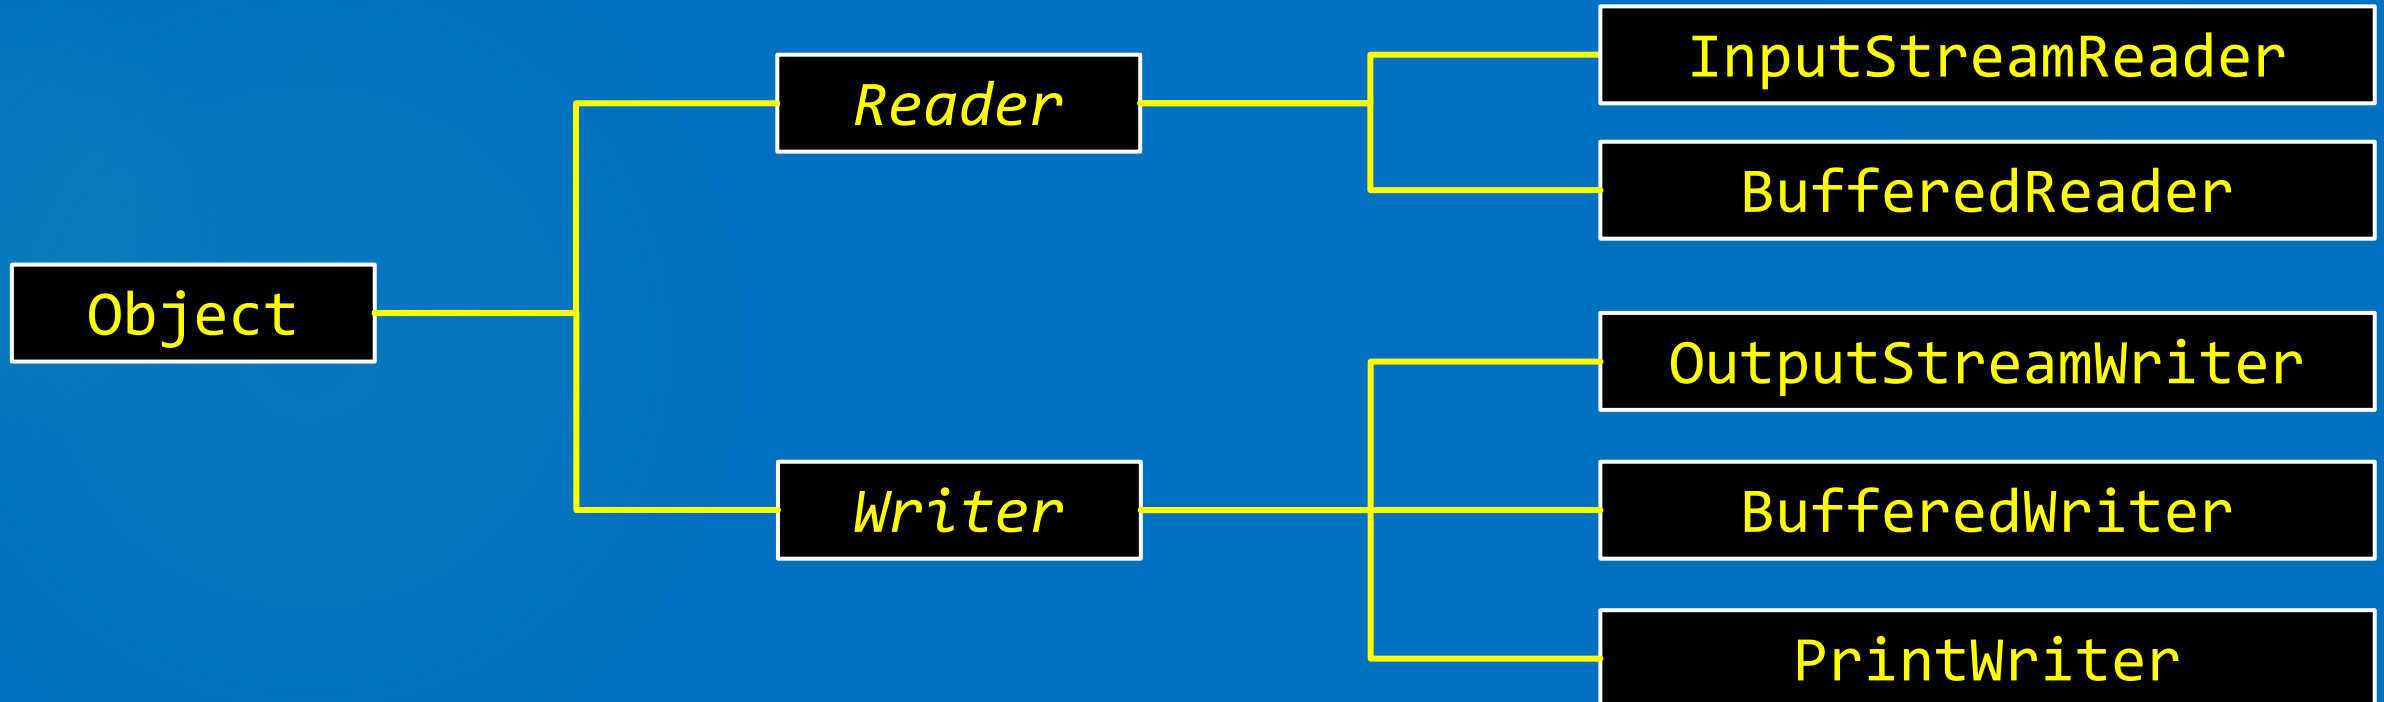 Object
Reader
Writer
InputStreamReader
BufferedReader
OutputStreamWriter
BufferedWriter
PrintWriter